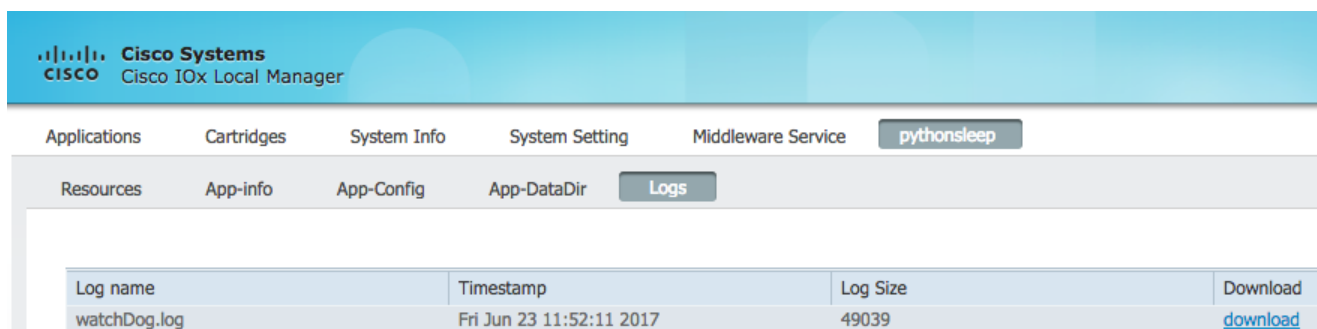 Cisco Systems
CISCO Cisco IOx Local Manager
Applications Cartridges System Info System Setting Middleware Service pythonsleep
Resources App-info App-Config App-DataDir Logs
Log name Timestamp Log Size Download
watchDog.log Fri Jun 23 11:52:11 2017 49039 download